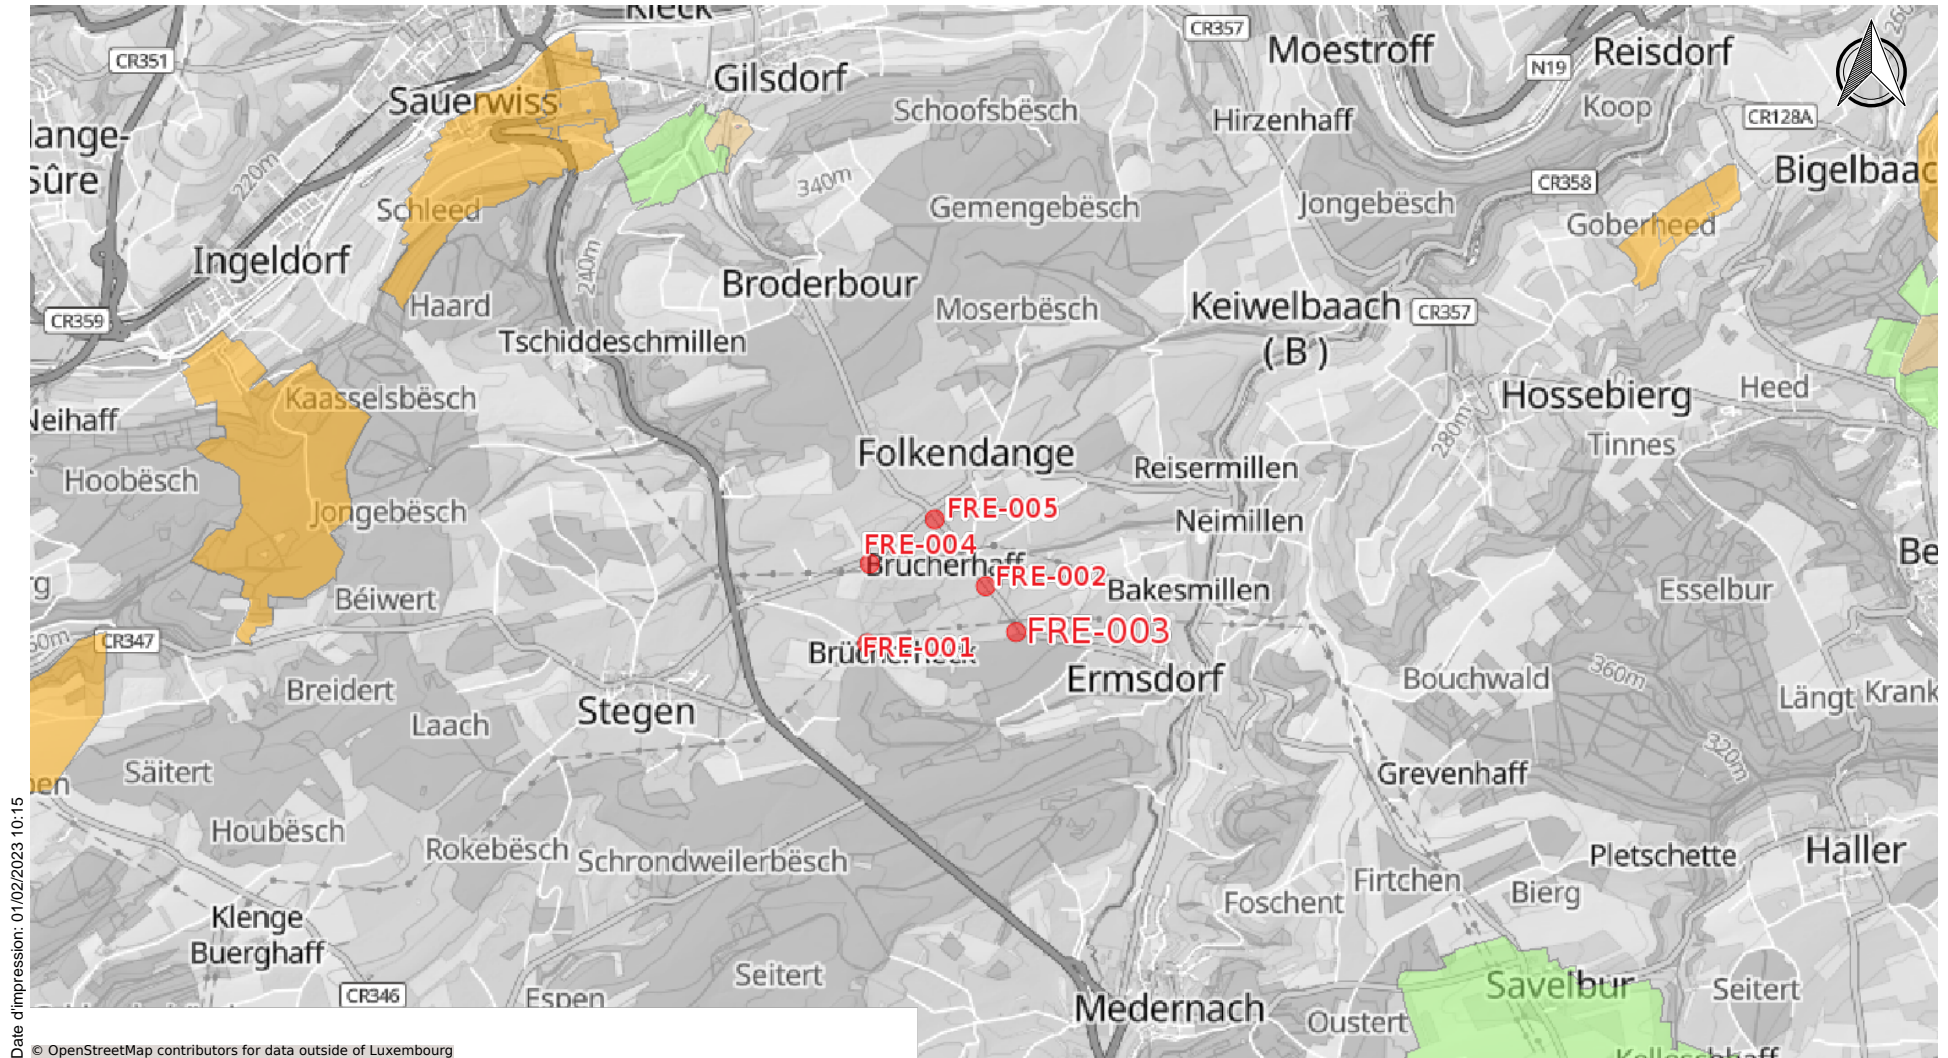 Kleck
CR357
Moestroff
Reisdorf
CR351
N19
Gilsdorf
Koop
Sauerwiss
Schoofsbësch
Hirzenhaff
CR128A
lange-
Sûre
220m
340m
CR358
Bigelbaac
Schleed
Gemengebësch
Jongebësch
Goberheed
Ingeldorf
240m
Broderbour
Haard
Moserbësch
Keiwelbaach
( B )
CR357
CR359
Tschiddeschmillen
Kaasselsbësch
Heed
Hossebierg
Neihaff
280m
Tinnes
Folkendange
Reisermillen
Hoobësch
Jongebësch
FRE-005
Neimillen
FRE-004
Brucherhaff
FRE-002
Be
rg
Béiwert
Bakesmillen
Esselbur
CR347
FRE-003
FRE-001
Brücherheck
Ermsdorf
360m
Bouchwald
Breidert
Längt
Krank
Stegen
Laach
320m
Säitert
Grevenhaff
Houbësch
Rokebësch
Schrondweilerbësch
Pletschette
Haller
Firtchen
Bierg
Foschent
Klenge
Buerghaff
Seitert
Savelbur
Seitert
CR346
Espen
Medernach
Oustert
Date d'impression: 01/02/2023 10:15
© OpenStreetMap contributors for data outside of Luxembourg